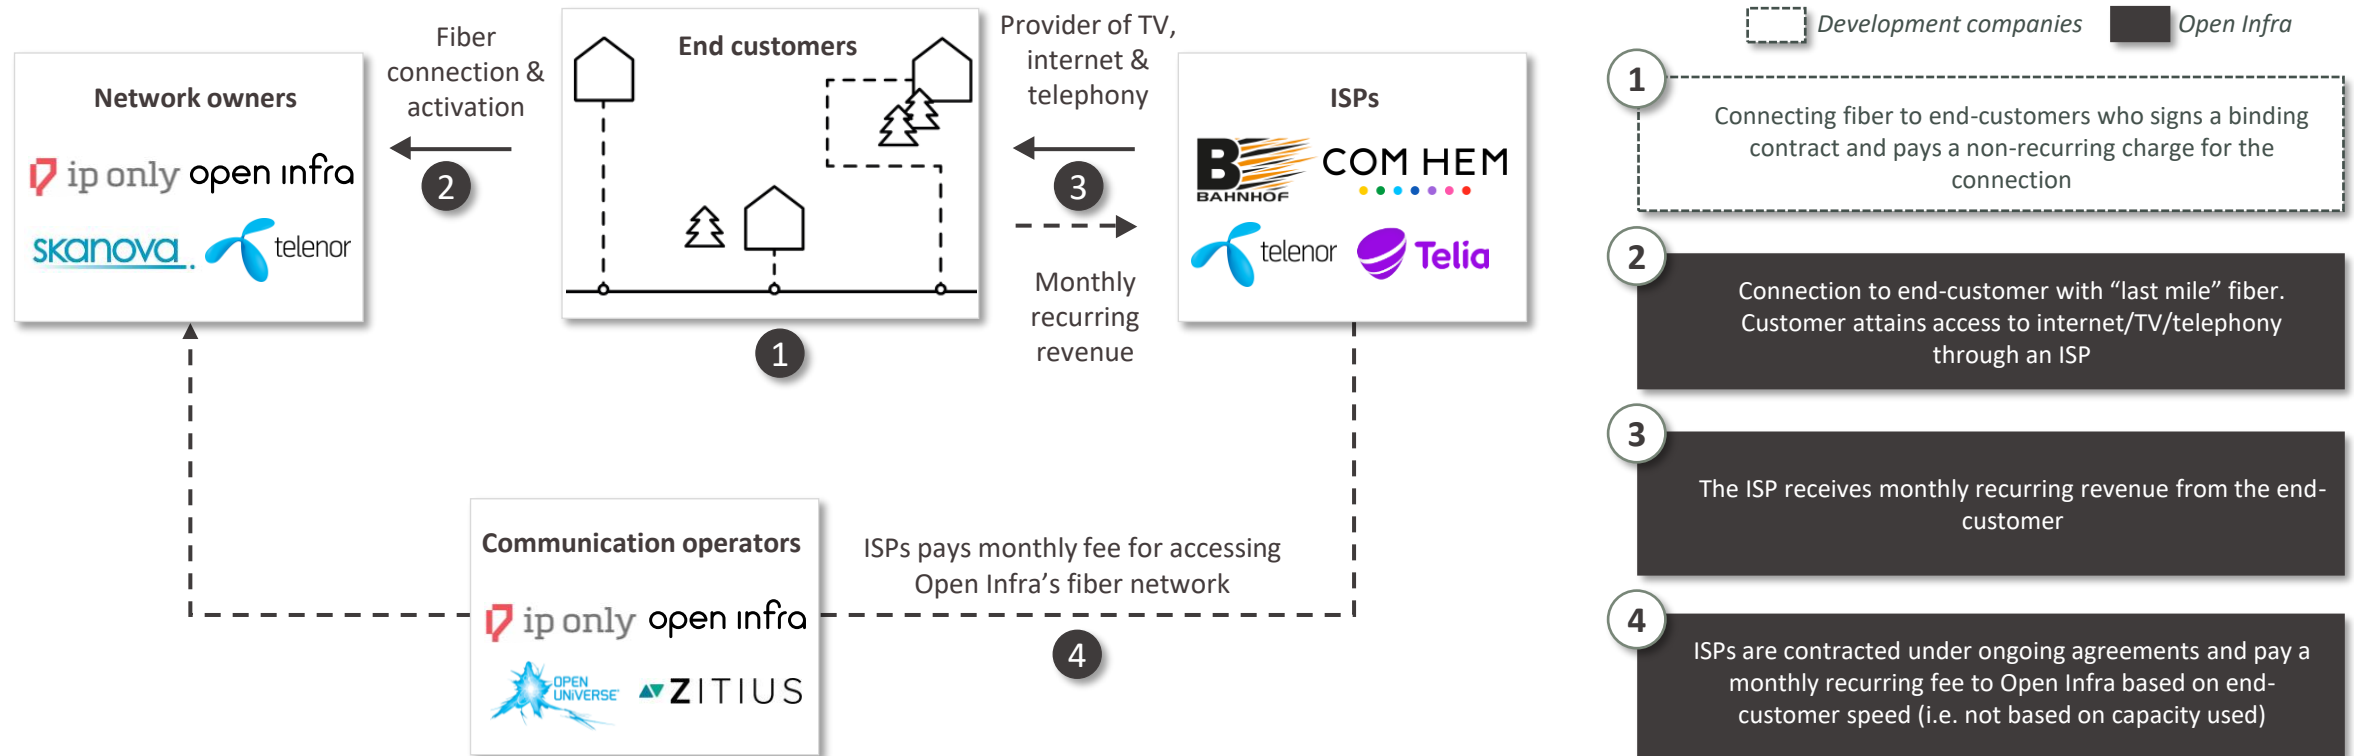 Network owners
ip only
open infra
skanova
telenor
Fiber
connection &
activation
2
End customers
1
Provider of TV,
internet &
telephony
3
Monthly
recurring
revenue
ISPs
B
BAHNHOF
COM HEM
telenor
Telia
Communication operators
ip only
open infra
OPEN
UNIVERSE
ZITIUS
ISPs pays monthly fee for accessing
Open Infra's fiber network
4
Development companies
Open Infra
1
Connecting fiber to end-customers who signs a binding
contract and pays a non-recurring charge for the
connection
2
Connection to end-customer with “last mile” fiber.
Customer attains access to internet/TV/telephony
through an ISP
3
The ISP receives monthly recurring revenue from the end-
customer
4
ISPs are contracted under ongoing agreements and pay a
monthly recurring fee to Open Infra based on end-
customer speed (i.e. not based on capacity used)